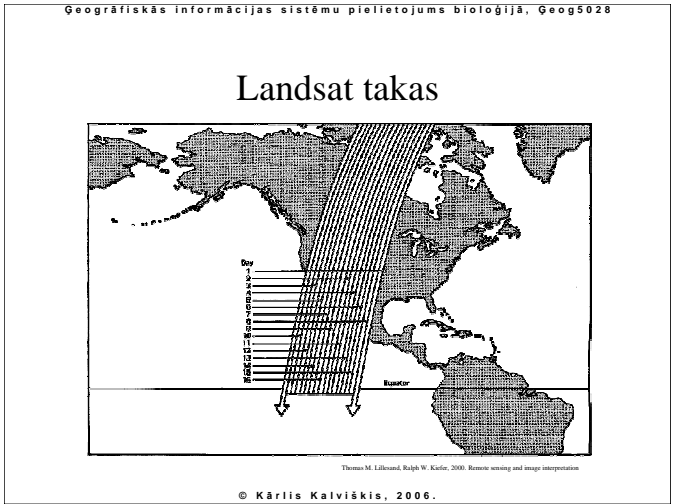 Ģeogrāfiskās informācijas sistēmu pielietojums bioloģijā, Ģeog5028
Landsat takas
Day
1
2
3
4
5
6
7
8
9
10
11
12
13
14
15
16
Equator
Thomas M. Lillesand, Ralph W. Kiefer, 2000. Remote sensing and image interpretation
© Kārlis Kalviškis, 2006.